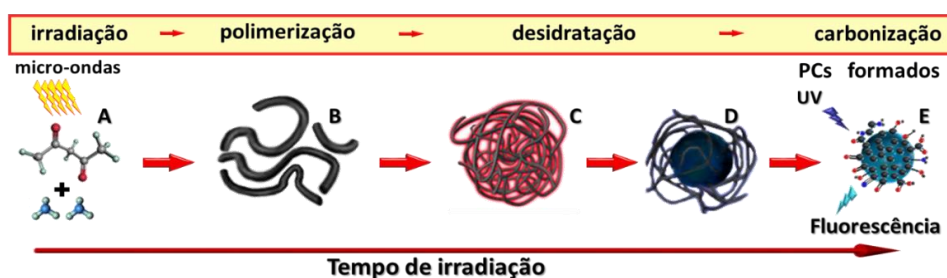 irradiação → polimerização → desidratação → carbonização
micro-ondas
PCs formados
UV
A
B
C
D
E
+
Fluorescência
Tempo de irradiação